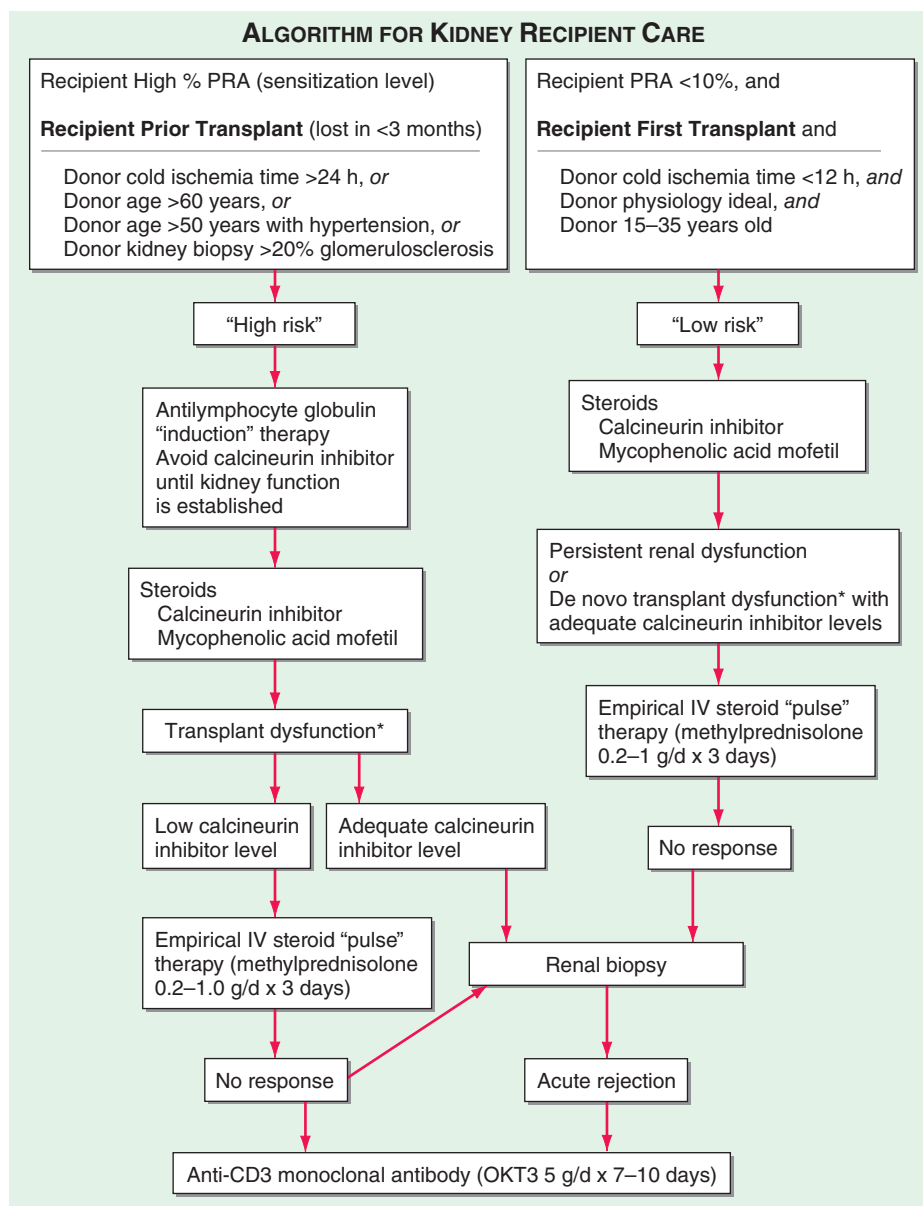 ALGORITHM FOR KIDNEY RECIPIENT CARE
Recipient High % PRA (sensitization level)
Recipient Prior Transplant (lost in <3 months)
Donor cold ischemia time >24 h, or
Donor age >60 years, or
Donor age >50 years with hypertension, or
Donor kidney biopsy >20% glomerulosclerosis
Recipient PRA <10%, and
Recipient First Transplant and
Donor cold ischemia time <12 h, and
Donor physiology ideal, and
Donor 15–35 years old
“High risk”
“Low risk”
Antilymphocyte globulin
“induction” therapy
Avoid calcineurin inhibitor
until kidney function
is established
Steroids
Calcineurin inhibitor
Mycophenolic acid mofetil
Persistent renal dysfunction
or
De novo transplant dysfunction* with
adequate calcineurin inhibitor levels
Steroids
Calcineurin inhibitor
Mycophenolic acid mofetil
Transplant dysfunction*
Empirical IV steroid “pulse”
therapy (methylprednisolone
0.2–1 g/d x 3 days)
Low calcineurin
inhibitor level
Adequate calcineurin
inhibitor level
No response
Empirical IV steroid “pulse”
therapy (methylprednisolone
0.2–1.0 g/d x 3 days)
Renal biopsy
No response
Acute rejection
Anti-CD3 monoclonal antibody (OKT3 5 g/d x 7–10 days)